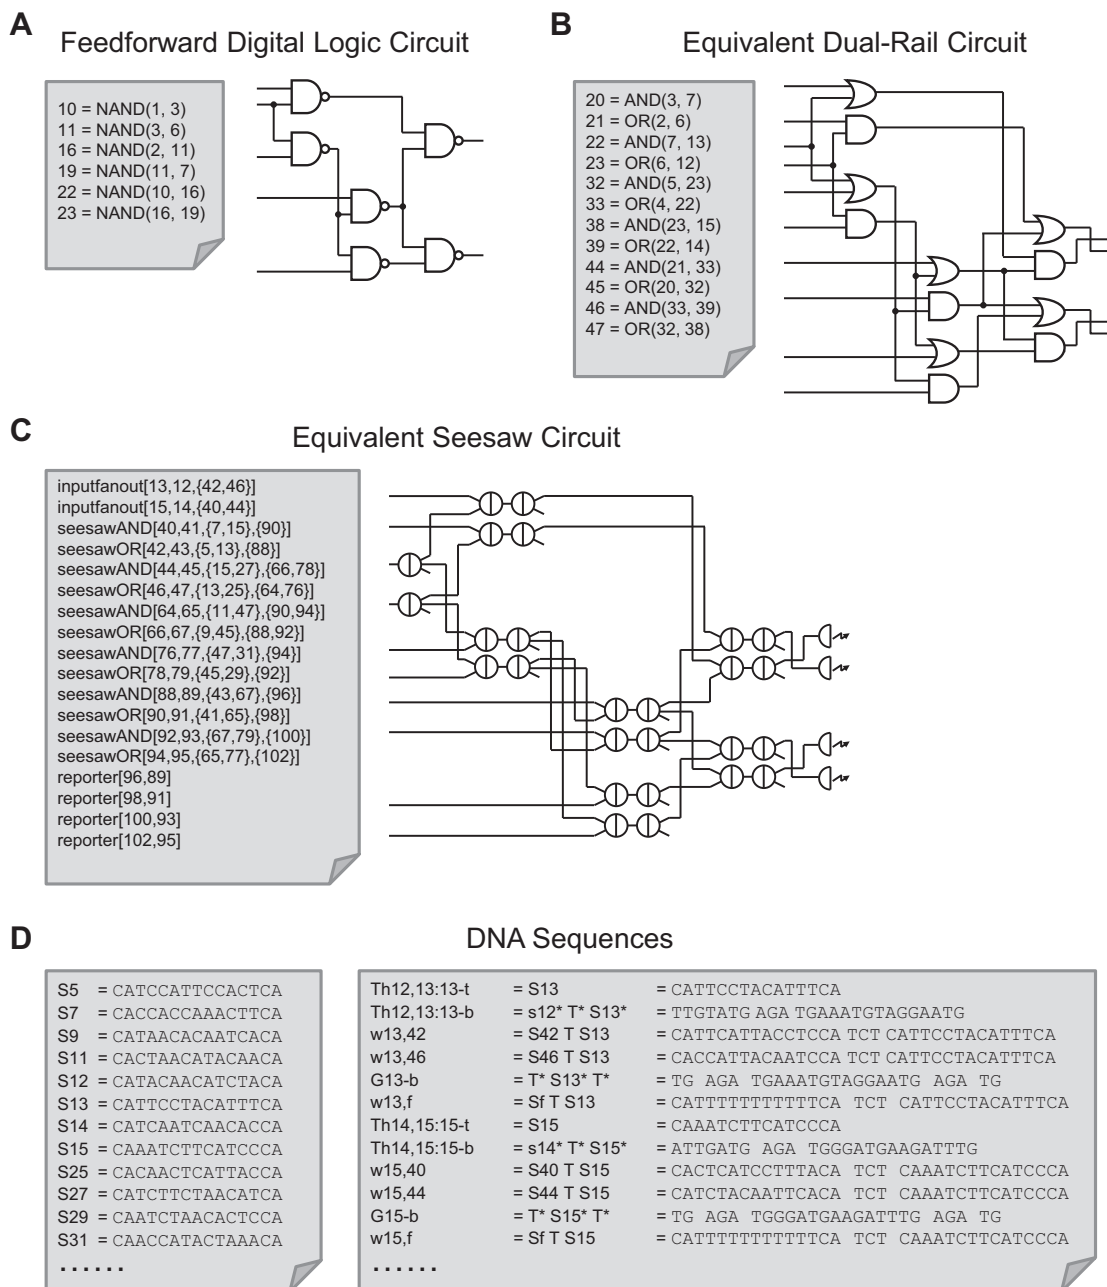 A
Feedforward Digital Logic Circuit
10 = NAND(1, 3)
11 = NAND(3, 6)
16 = NAND(2, 11)
19 = NAND(11, 7)
22 = NAND(10, 16)
23 = NAND(16, 19)
B
Equivalent Dual-Rail Circuit
20 = AND(3, 7)
21 = OR(2, 6)
22 = AND(7, 13)
23 = OR(6, 12)
32 = AND(5, 23)
33 = OR(4, 22)
38 = AND(23, 15)
39 = OR(22, 14)
44 = AND(21, 33)
45 = OR(20, 32)
46 = AND(33, 39)
47 = OR(32, 38)
C
Equivalent Seesaw Circuit
inputfanout[13,12,{42,46}]
inputfanout[15,14,{40,44}]
seesawAND[40,41,{7,15},{90}]
seesawOR[42,43,{5,13},{88}]
seesawAND[44,45,{15,27},{66,78}]
seesawOR[46,47,{13,25},{64,76}]
seesawAND[64,65,{11,47},{90,94}]
seesawOR[66,67,{9,45},{88,92}]
seesawAND[76,77,{47,31},{94}]
seesawOR[78,79,{45,29},{92}]
seesawAND[88,89,{43,67},{96}]
seesawOR[90,91,{41,65},{98}]
seesawAND[92,93,{67,79},{100}]
seesawOR[94,95,{65,77},{102}]
reporter[96,89]
reporter[98,91]
reporter[100,93]
reporter[102,95]
D
DNA Sequences
S5 = CATCCATTCCACTCA
S7 = CACCACCAAACTTCA
S9 = CATAACACAATCACA
S11 = CACTAACATACAACA
S12 = CATACAACATCTACA
S13 = CATTCCTACATTTCA
S14 = CATCAATCAACACCA
S15 = CAAATCTTCATCCCA
S25 = CACAACTCATTACCA
S27 = CATCTTCTAACATCA
S29 = CAATCTAACACTCCA
S31 = CAACCATACTAAACA
......
Th12,13:13-t = S13 = CATTCCTACATTTCA
Th12,13:13-b = s12* T* S13* = TTGTATG AGA TGAAATGTAGGAATG
w13,42 = S42 T S13 = CATTCATTACCTCCA TCT CATTCCTACATTTCA
w13,46 = S46 T S13 = CACCATTACAATCCA TCT CATTCCTACATTTCA
G13-b = T* S13* T* = TG AGA TGAAATGTAGGAATG AGA TG
w13,f = Sf T S13 = CATTTTTTTTTTTCA TCT CATTCCTACATTTCA
Th14,15:15-t = S15 = CAAATCTTCATCCCA
Th14,15:15-b = s14* T* S15* = ATTGATG AGA TGGGATGAAGATTTG
w15,40 = S40 T S15 = CACTCATCCTTTACA TCT CAAATCTTCATCCCA
w15,44 = S44 T S15 = CATCTACAATTCACA TCT CAAATCTTCATCCCA
G15-b = T* S15* T* = TG AGA TGGGATGAAGATTTG AGA TG
w15,f = Sf T S15 = CATTTTTTTTTTTCA TCT CAAATCTTCATCCCA
......